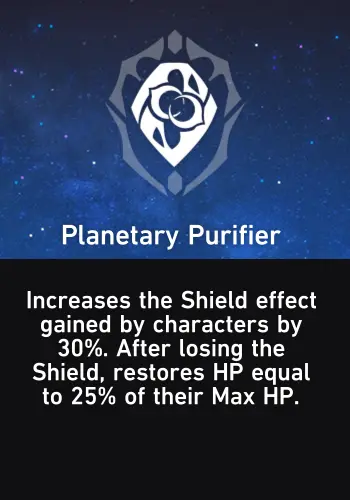 Planetary Purifier
Increases the Shield effect
gained by characters by
30%. After losing the
Shield, restores HP equal
to 25% of their Max HP.